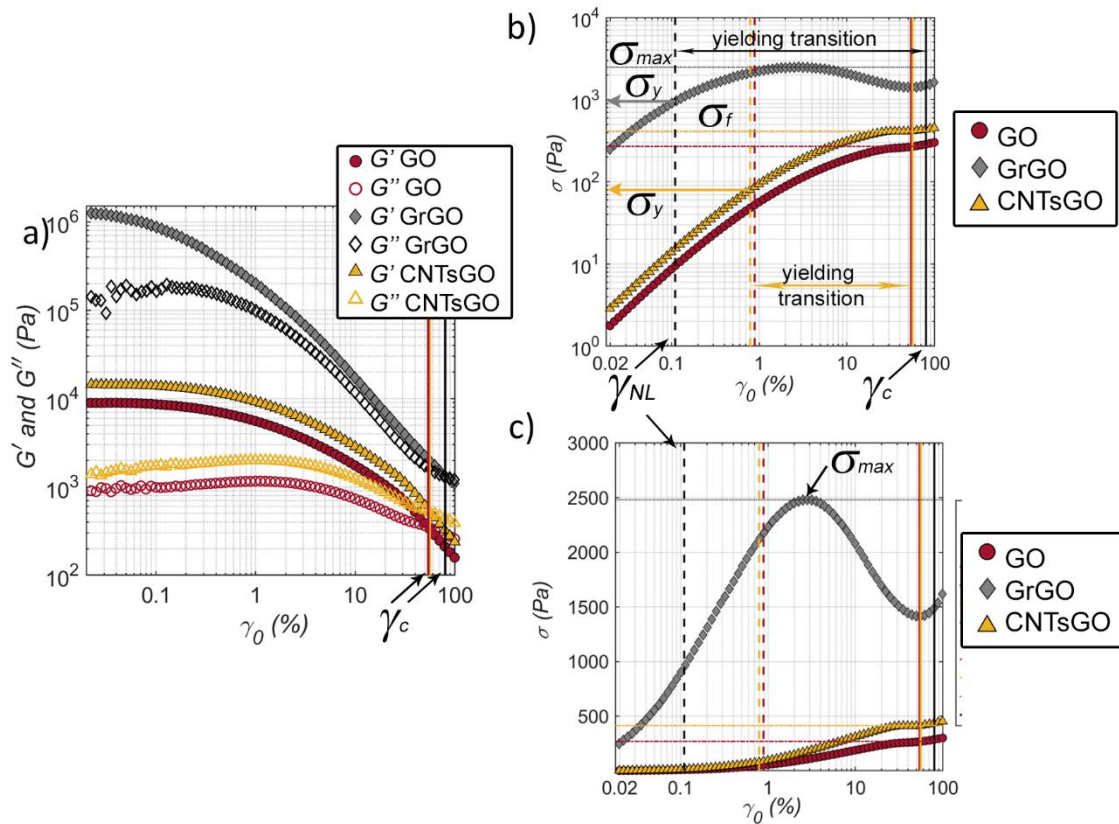 a)
G' and G'' (Pa)
10⁶
10⁵
10⁴
10³
10²
0.1
1
10
100
γ₀ (%)
γc
G' GO
G'' GO
G' GrGO
G'' GrGO
G' CNTsGO
G'' CNTsGO
b)
σ (Pa)
10⁴
10³
10²
10¹
10⁰
0.02
0.1
1
10
100
γ₀ (%)
yielding transition
σmax
σy
σf
σy
yielding
transition
γNL
γc
GO
GrGO
CNTsGO
c)
σ (Pa)
3000
2500
2000
1500
1000
500
0.02
0.1
1
10
100
γ₀ (%)
σmax
GO
GrGO
CNTsGO